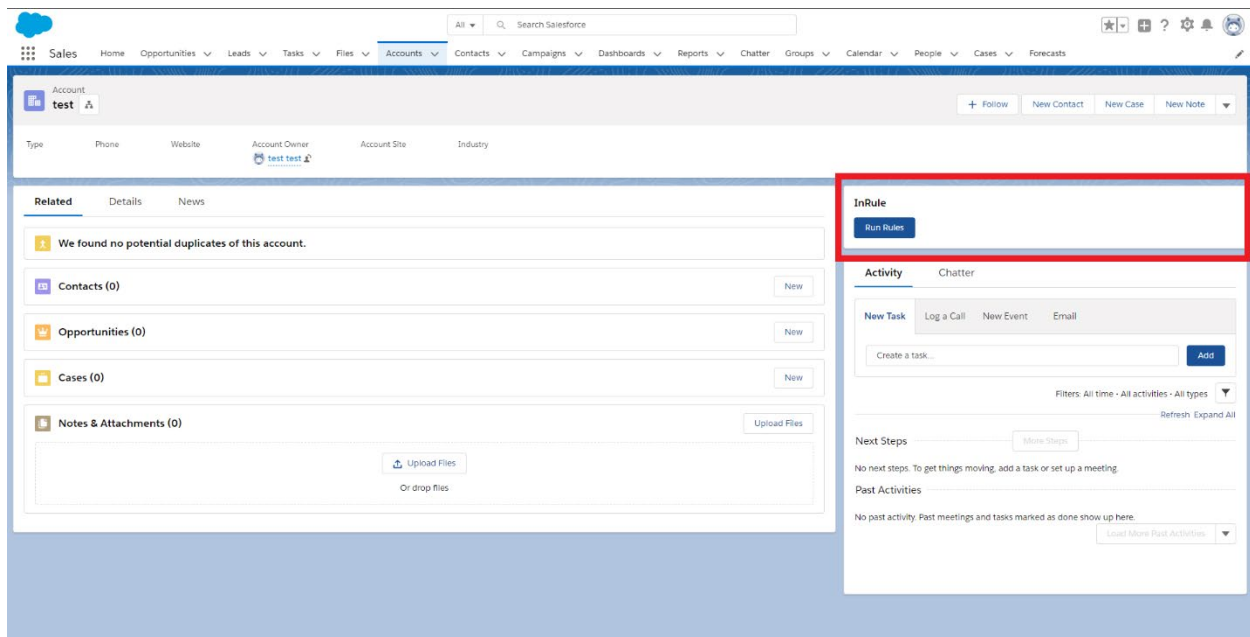 All Search Salesforce
Sales Home Opportunities Leads Tasks Files Accounts Contacts Campaigns Dashboards Reports Chatter Groups Calendar People Cases Forecasts
Account
test
+ Follow New Contact New Case New Note
Type Phone Website Account Owner Account Site Industry
test test
Related Details News
We found no potential duplicates of this account.
Contacts (0) New
Opportunities (0) New
Cases (0) New
Notes & Attachments (0) Upload Files
Upload Files
Or drop files
InRule
Run Rules
Activity Chatter
New Task Log a Call New Event Email
Create a task... Add
Filters: All time • All activities • All types
Refresh Expand All
Next Steps More Steps
No next steps. To get things moving, add a task or set up a meeting.
Past Activities
No past activity. Past meetings and tasks marked as done show up here.
Load More Past Activities